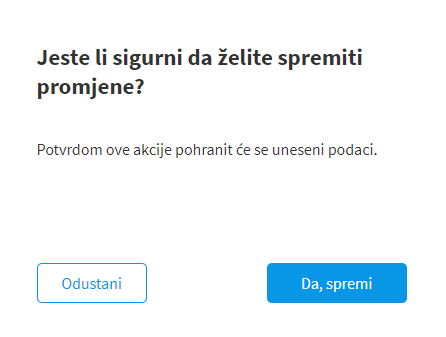 Jeste li sigurni da želite spremiti
promjene?
Potvrdom ove akcije pohranit će se uneseni podaci.
Odustani
Da, spremi